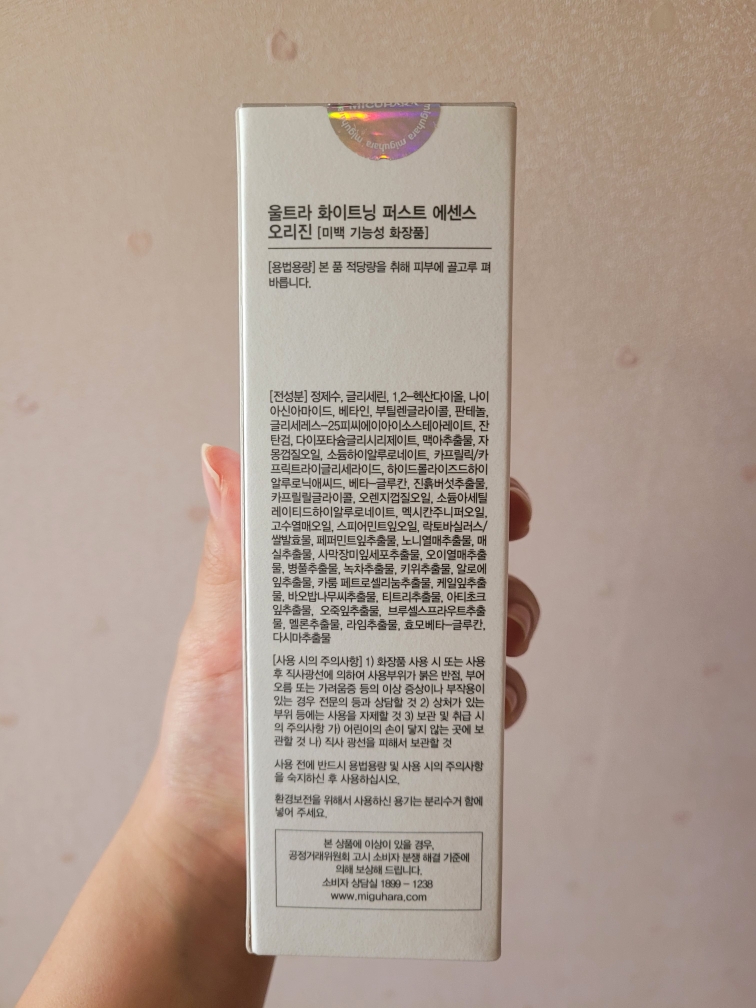 MIGUHARA
miguhara miguhara miguhara
울트라 화이트닝 퍼스트 에센스
오리진 [미백 기능성 화장품]
[용법용량] 본 품 적당량을 취해 피부에 골고루 펴
바릅니다.
[전성분] 정제수, 글리세린, 1,2-헥산다이올, 나이
아신아마이드, 베타인, 부틸렌글라이콜, 판테놀,
글리세레스-25피씨에이아이소스테아레이트, 잔
탄검, 다이포타슘글리시리제이트, 맥아추출물, 자
몽껍질오일, 소듐하이알루로네이트, 카프릴릭/카
프릭트라이글리세라이드, 하이드롤라이즈드하이
알루로닉애씨드, 베타-글루칸, 진흙버섯추출물,
카프릴릴글라이콜, 오렌지껍질오일, 소듐아세틸
레이티드하이알루로네이트, 멕시칸주니퍼오일,
고수열매오일, 스피어민트잎오일, 락토바실러스/
쌀발효물, 페퍼민트잎추출물, 노니열매추출물, 매
실추출물, 사막장미잎세포추출물, 오이열매추출
물, 병풀추출물, 녹차추출물, 키위추출물, 알로에
잎추출물, 카룸 페트로셀리눔추출물, 케일잎추출
물, 바오밥나무씨추출물, 티트리추출물, 아티초크
잎추출물, 오죽잎추출물, 브루셀스프라우트추출
물, 멜론추출물, 라임추출물, 효모베타-글루칸,
다시마추출물
[사용 시의 주의사항] 1) 화장품 사용 시 또는 사용
후 직사광선에 의하여 사용부위가 붉은 반점, 부어
오름 또는 가려움증 등의 이상 증상이나 부작용이
있는 경우 전문의 등과 상담할 것 2) 상처가 있는
부위 등에는 사용을 자제할 것 3) 보관 및 취급 시
의 주의사항 가) 어린이의 손이 닿지 않는 곳에 보
관할 것 나) 직사 광선을 피해서 보관할 것
사용 전에 반드시 용법용량 및 사용 시의 주의사항
을 숙지하신 후 사용하십시오.
환경보전을 위해서 사용하신 용기는 분리수거 함에
넣어 주세요.
본 상품에 이상이 있을 경우,
공정거래위원회 고시 소비자 분쟁 해결 기준에
의해 보상해 드립니다.
소비자 상담실 1899 - 1238
www.miguhara.com